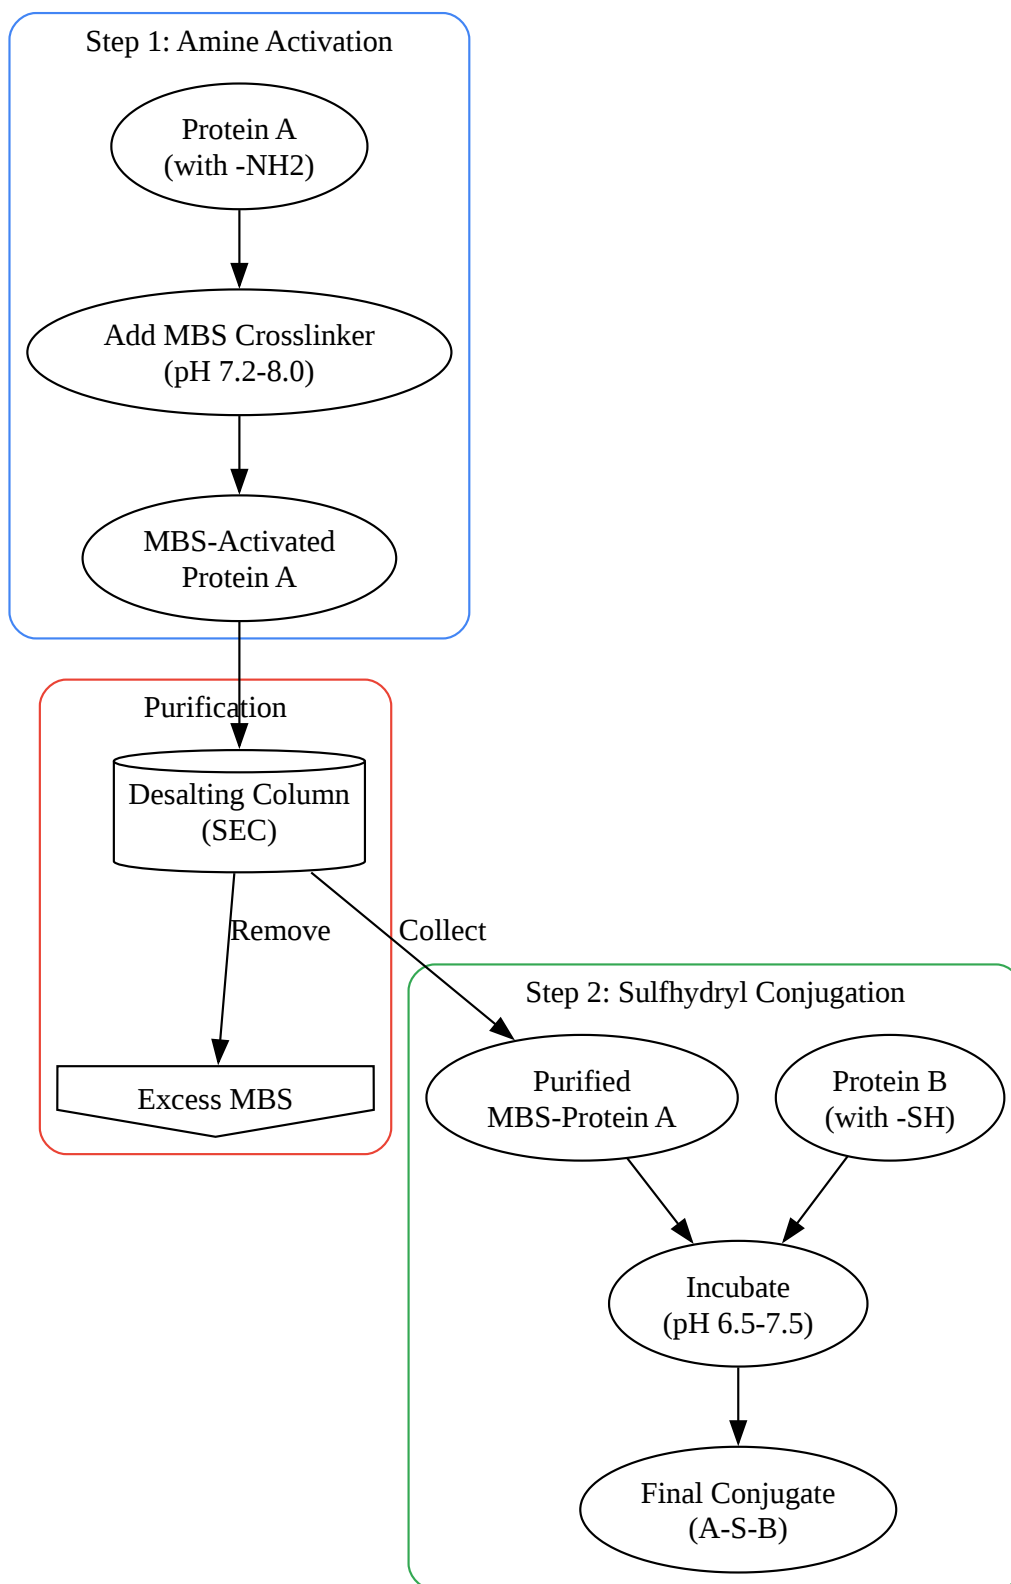 Step 1: Amine Activation
Protein A
(with -NH2)
Add MBS Crosslinker
(pH 7.2-8.0)
MBS-Activated
Protein A
Purification
Desalting Column
(SEC)
Remove
Collect
Excess MBS
Step 2: Sulfhydryl Conjugation
Purified
MBS-Protein A
Protein B
(with -SH)
Incubate
(pH 6.5-7.5)
Final Conjugate
(A-S-B)